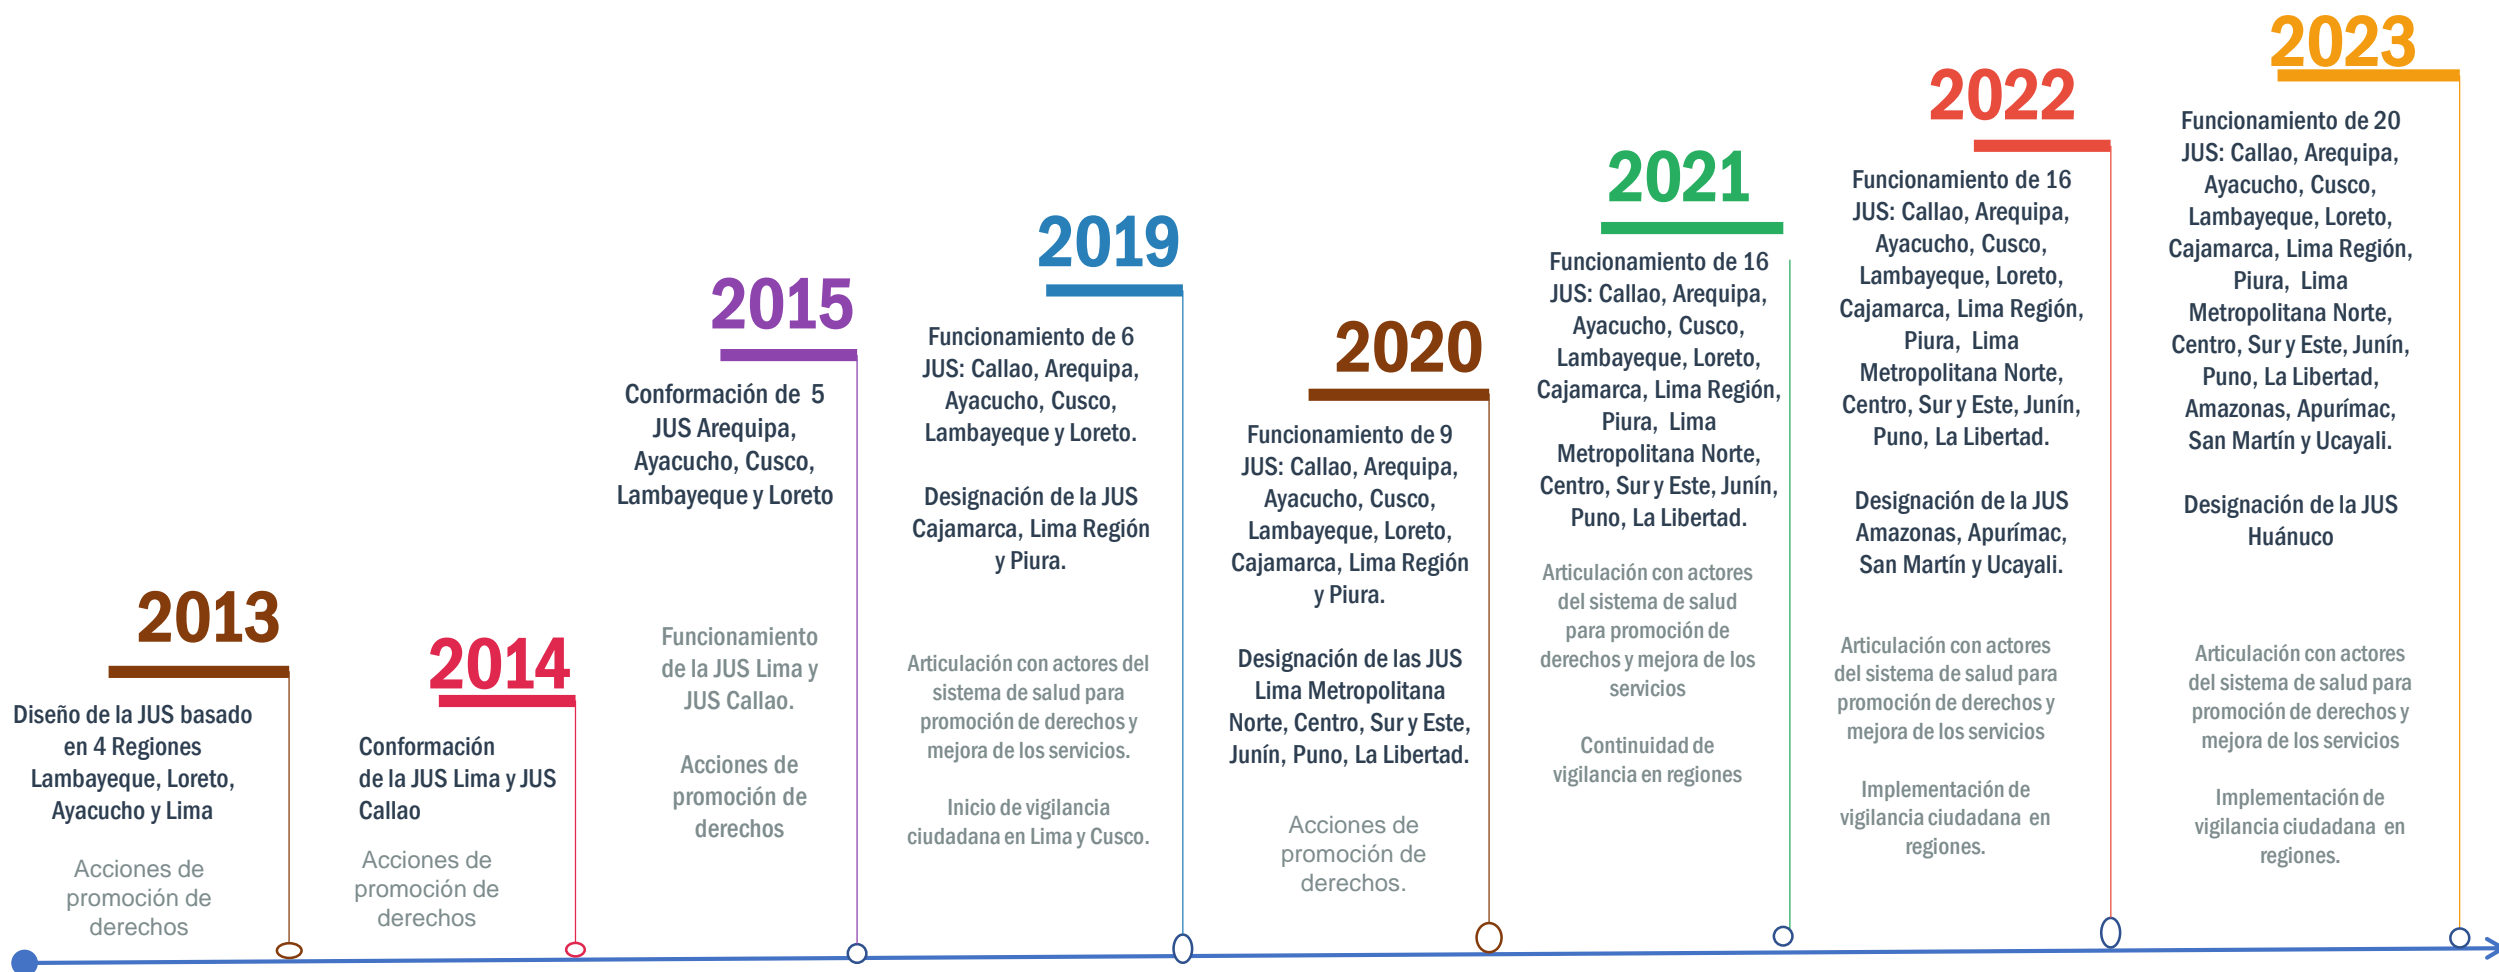 2013
Diseño de la JUS basado
en 4 Regiones
Lambayeque, Loreto,
Ayacucho y Lima
Acciones de
promoción de
derechos
2014
Conformación
de la JUS Lima y JUS
Callao
Acciones de
promoción de
derechos
2015
Conformación de 5
JUS Arequipa,
Ayacucho, Cusco,
Lambayeque y Loreto
Funcionamiento
de la JUS Lima y
JUS Callao.
Acciones de
promoción de
derechos
2019
Funcionamiento de 6
JUS: Callao, Arequipa,
Ayacucho, Cusco,
Lambayeque y Loreto.
Designación de la JUS
Cajamarca, Lima Región
y Piura.
Articulación con actores del
sistema de salud para
promoción de derechos y
mejora de los servicios.
Inicio de vigilancia
ciudadana en Lima y Cusco.
2020
Funcionamiento de 9
JUS: Callao, Arequipa,
Ayacucho, Cusco,
Lambayeque, Loreto,
Cajamarca, Lima Región
y Piura.
Designación de las JUS
Lima Metropolitana
Norte, Centro, Sur y Este,
Junín, Puno, La Libertad.
Acciones de
promoción de
derechos.
2021
Funcionamiento de 16
JUS: Callao, Arequipa,
Ayacucho, Cusco,
Lambayeque, Loreto,
Cajamarca, Lima Región,
Piura, Lima
Metropolitana Norte,
Centro, Sur y Este, Junín,
Puno, La Libertad.
Articulación con actores
del sistema de salud
para promoción de
derechos y mejora de los
servicios
Continuidad de
vigilancia en regiones
2022
Funcionamiento de 16
JUS: Callao, Arequipa,
Ayacucho, Cusco,
Lambayeque, Loreto,
Cajamarca, Lima Región,
Piura, Lima
Metropolitana Norte,
Centro, Sur y Este, Junín,
Puno, La Libertad.
Designación de la JUS
Amazonas, Apurímac,
San Martín y Ucayali.
Articulación con actores
del sistema de salud para
promoción de derechos y
mejora de los servicios
Implementación de
vigilancia ciudadana en
regiones.
2023
Funcionamiento de 20
JUS: Callao, Arequipa,
Ayacucho, Cusco,
Lambayeque, Loreto,
Cajamarca, Lima Región,
Piura, Lima
Metropolitana Norte,
Centro, Sur y Este, Junín,
Puno, La Libertad,
Amazonas, Apurímac,
San Martín y Ucayali.
Designación de la JUS
Huánuco
Articulación con actores
del sistema de salud para
promoción de derechos y
mejora de los servicios
Implementación de
vigilancia ciudadana en
regiones.